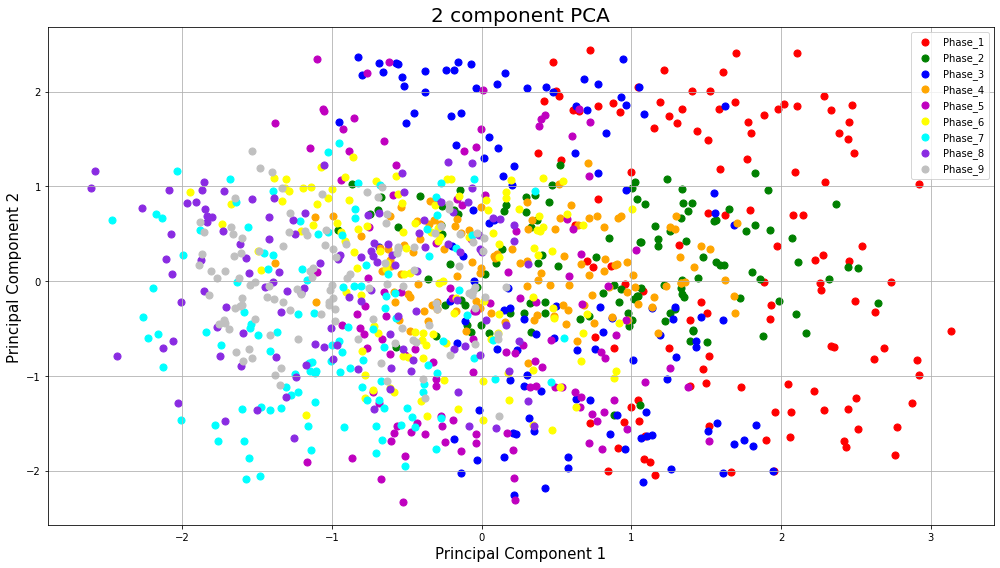 2 component PCA
Phase_1
Phase_2
Phase_3
Phase_4
Phase_5
Phase_6
Phase_7
Phase_8
Phase_9
Principal Component 2
2
1
0
−1
−2
−2
−1
0
1
2
3
Principal Component 1